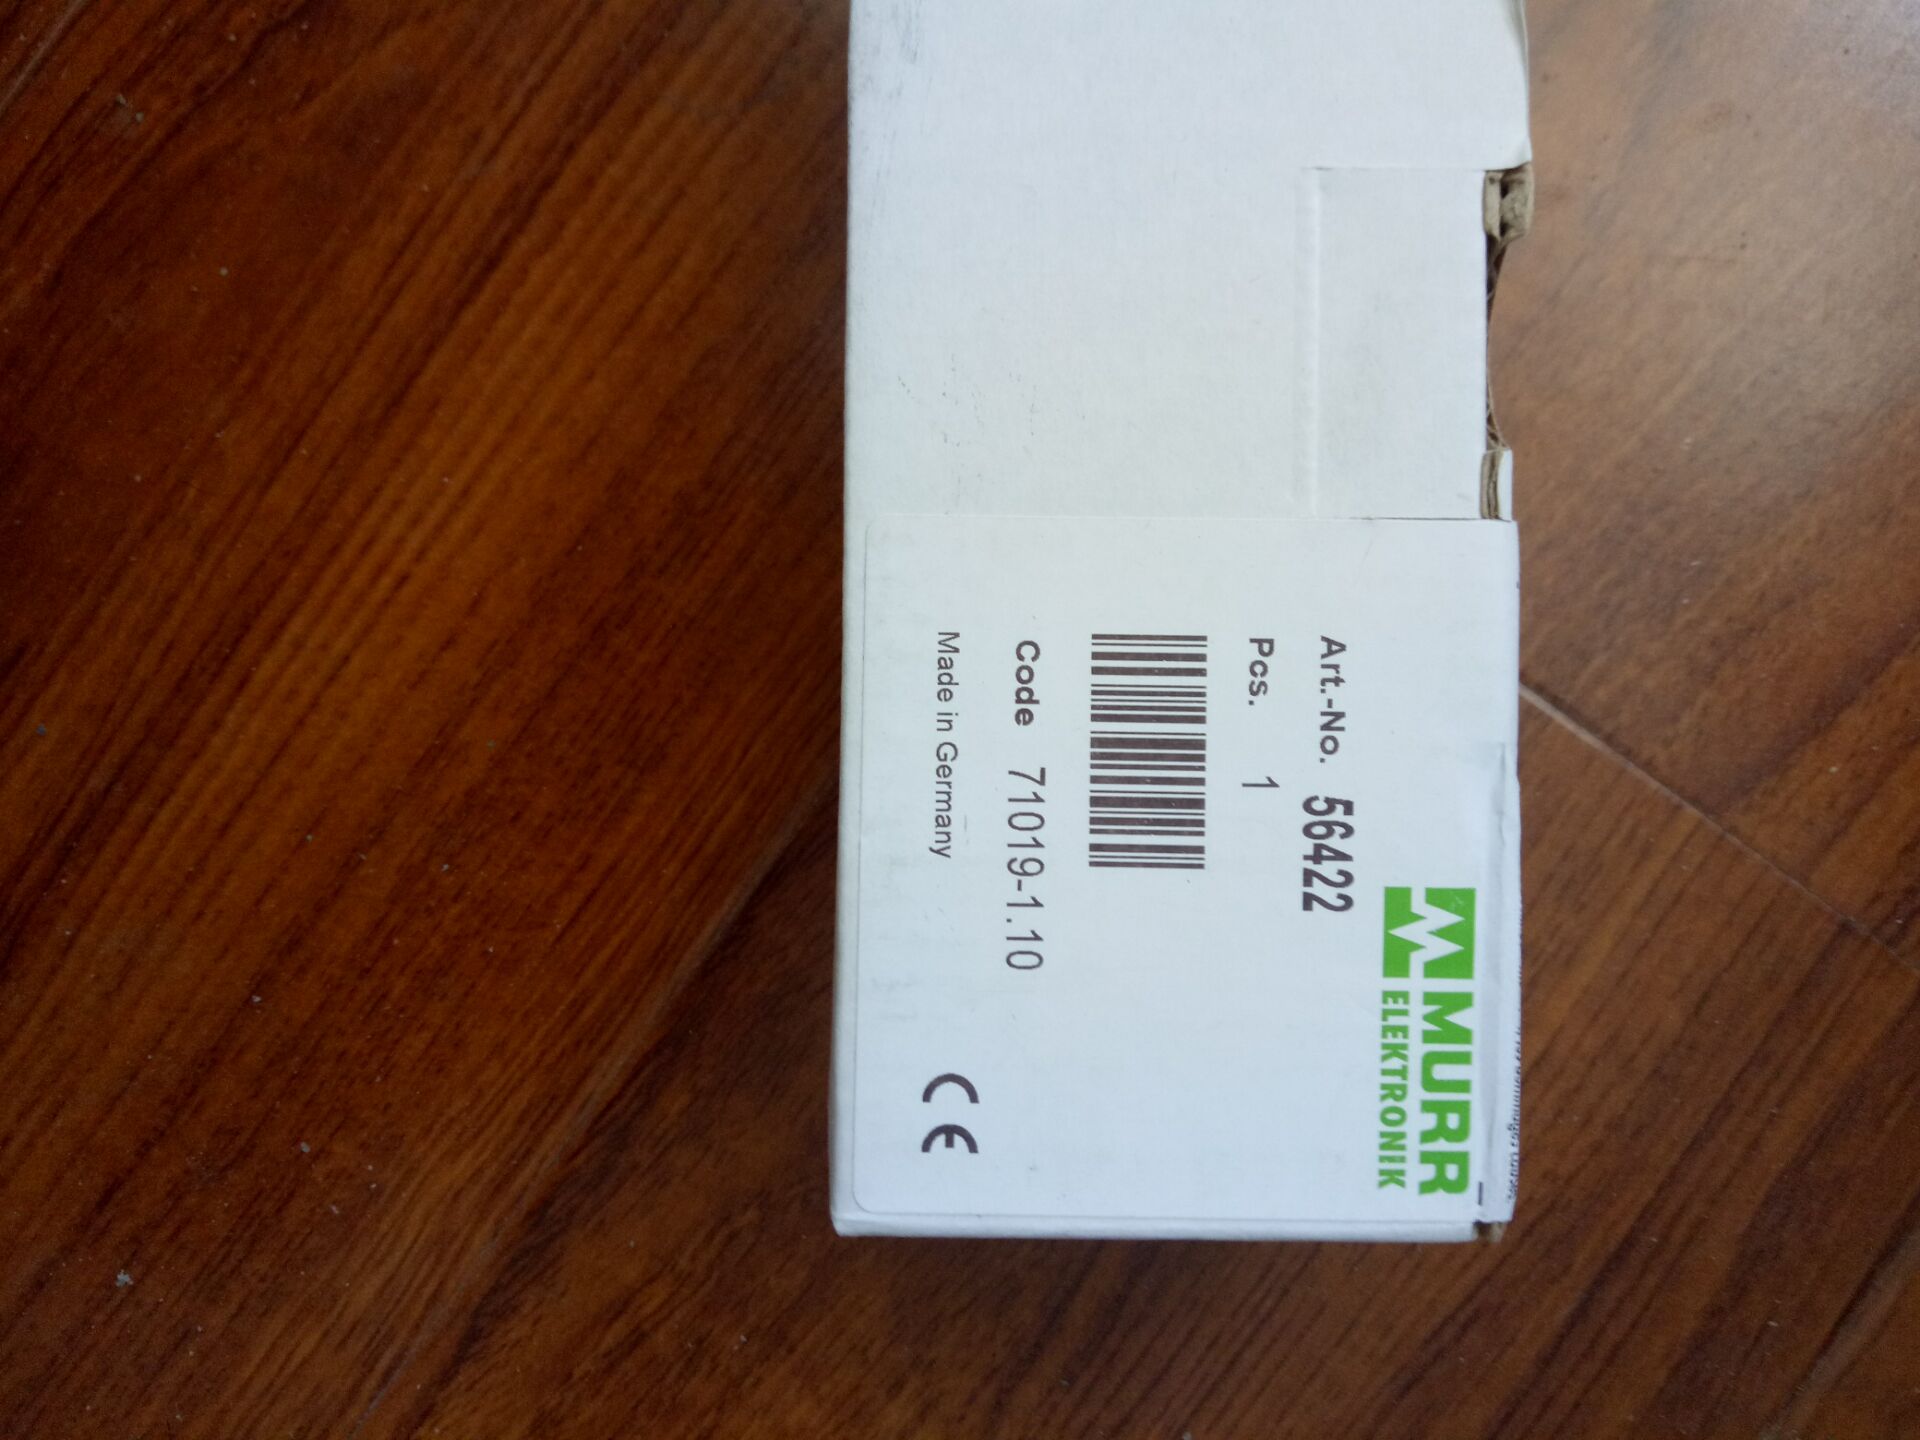 MURR
ELEKTRONIK
Art.-No. 56422
Pcs. 1
Code 71019-1.10
Made in Germany
CE